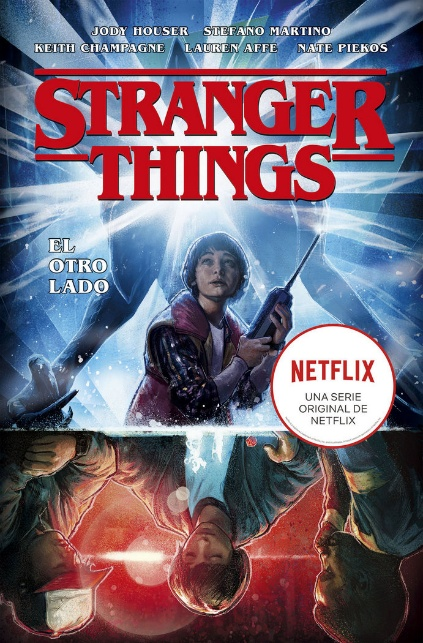 JODY HOUSER STEFANO MARTINO
KEITH CHAMPAGNE LAUREN AFFE NATE PIEKOS
STRANGER
THINGS
EL
OTRO
LADO
NETFLIX
UNA SERIE
ORIGINAL DE
NETFLIX